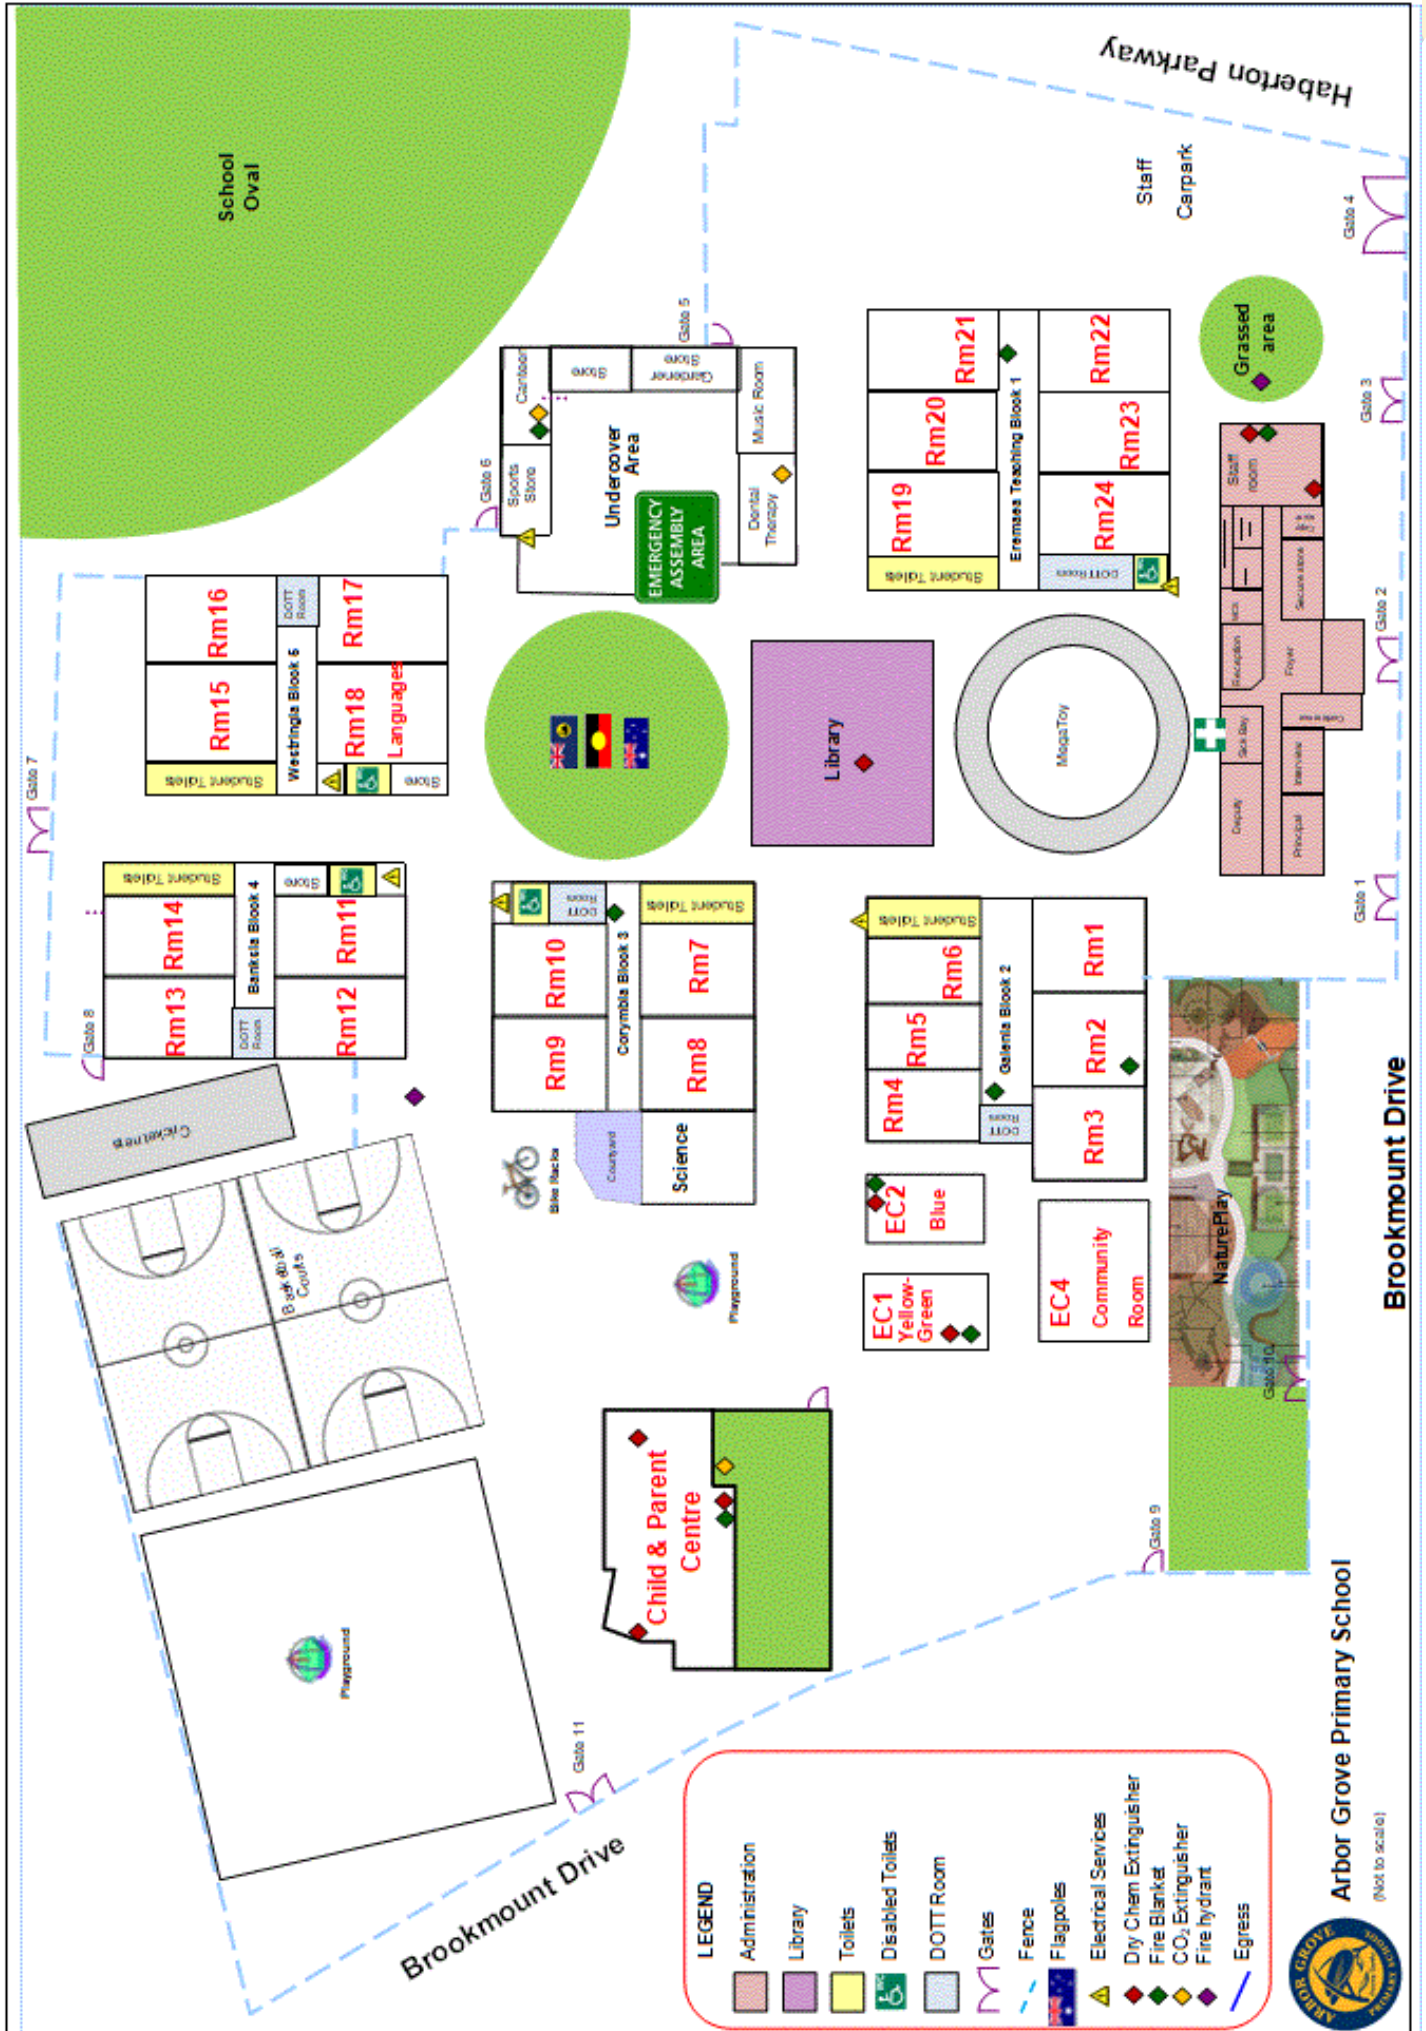 Haberton Parkway
School
Oval
Staff
Carpark
Gate 4
Gate 5
Gate 3
Grassed
area
Gate 6
Canteen
Sports
Store
Store
Gardener
Store
Music Room
Dental
Therapy
Undercover
Area
EMERGENCY
ASSEMBLY
AREA
Rm21
Rm20
Rm19
Eremaea Teaching Block 1
Rm22
Rm23
Rm24
Student Toilets
DOTT Room
Staff
room
Secure store
Reception
Foyer
Sick Bay
Interview
Deputy
Principal
Gate 2
Gate 1
Gate 7
Rm16
Rm15
DOTT
Room
Westringia Block 5
Rm17
Rm18
Languages
Student Toilets
Store
Library
MegaToy
Gate 8
Student Toilets
Rm14
Rm13
Banksia Block 4
DOTT
Room
Store
Rm11
Rm12
DOTT
Room
Student Toilets
Rm10
Rm9
Corymbia Block 3
Rm7
Rm8
Courtyard
Science
Bike Racks
Student Toilets
Rm6
Rm5
Rm4
Galenia Block 2
DOTT
Room
Rm1
Rm2
Rm3
Cricket nets
Basketball
Courts
Playground
EC2
Blue
EC1
Yellow-
Green
EC4
Community
Room
NaturePlay
Gate 10
Brookmount Drive
Child & Parent
Centre
Gate 9
Playground
Gate 11
Brookmount Drive
LEGEND
Administration
Library
Toilets
Disabled Toilets
DOTT Room
Gates
Fence
Flagpoles
Electrical Services
Dry Chem Extinguisher
Fire Blanket
CO₂ Extinguisher
Fire hydrant
Egress
Arbor Grove Primary School
(Not to scale)
ARBOR GROVE
PRIMARY SCHOOL